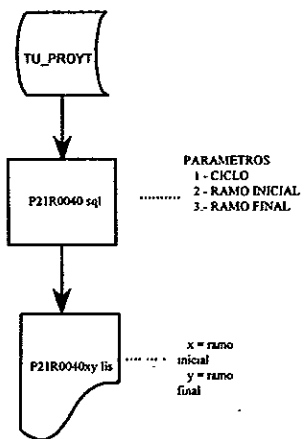 TU_PROYT
P21R0040 sql
PARAMETROS
1 - CICLO
2 - RAMO INICIAL
3.- RAMO FINAL
P21R0040xy lis
x = ramo
inicial
y = ramo
final